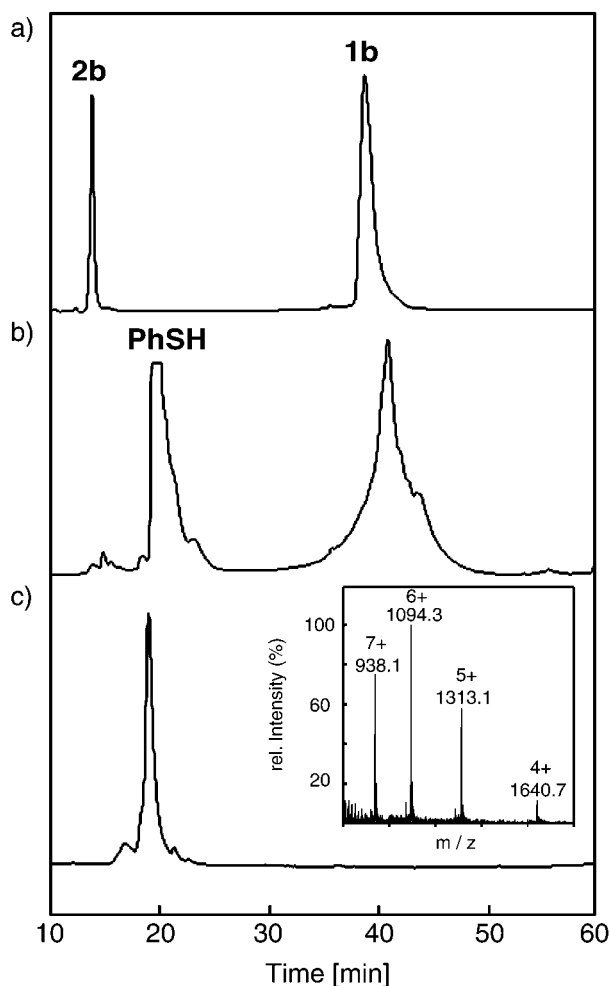 a)
2b
1b
b)
PhSH
c)
6+
1094.3
7+
938.1
5+
1313.1
4+
1640.7
100
60
20
rel. Intensity (%)
m / z
10 20 30 40 50 60
Time [min]